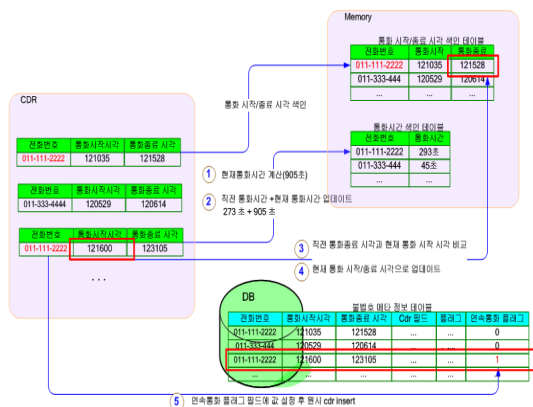 Memory
통화 시작/종료 시각 색인 테이블
전화번호 통화시작 통화종료
011-111-2222 121035 121528
011-333-444 120529 120614
... ... ...
통화시간 색인 테이블
전화번호 통화시간
011-111-2222 293초
011-333-444 45초
... ...
CDR
통화 시작/종료 시각 색인
전화번호 통화시작시각 통화종료 시각
011-111-2222 121035 121528
1 현재통화시간 계산(905초)
2 직전 통화시간 +현재 통화시간 업데이트
273 초 + 905 초
전화번호 통화시작시각 통화종료 시각
011-333-4444 120529 120614
전화번호 통화시작시각 통화종료 시각
011-111-2222 121600 123105
. . .
3 직전 통화종료 시각과 현재 통화 시작 시각 비교
4 현재 통화 시작/종료 시각으로 업데이트
DB
불법호 메타 정보 테이블
전화번호 통화시작시각 통화종료 시각 Cdr 필드 플래그 연속통화 플래그
011-111-2222 121035 121528 ... ... 0
011-333-444 120529 120614 ... ... 0
011-111-2222 121600 123105 ... ... 1
... ... ... ... ... ...
5 연속통화 플래그 필드에 값 설정 후 원시 cdr insert